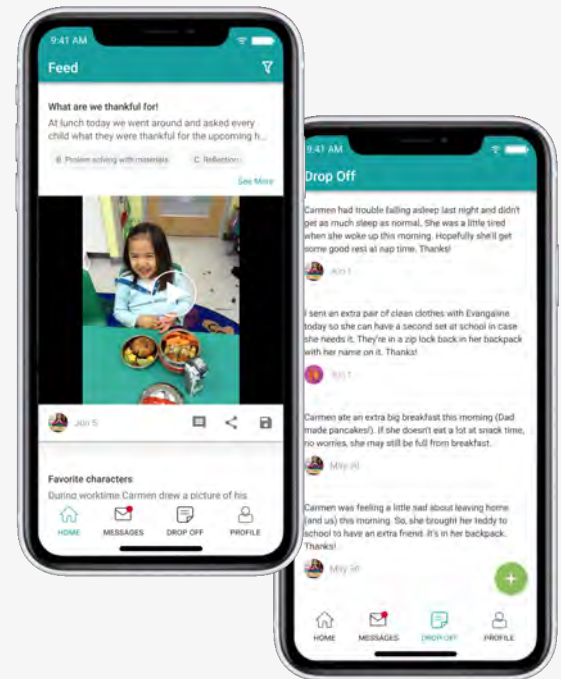 9:41 AM
Feed
What are we thankful for!
At lunch today we went around and asked every
child what they were thankful for the upcoming h...
B. Problem solving with materials
C. Reflection
See More
Jun 5
Favorite characters
During worktime Carmen drew a picture of his
HOME
MESSAGES
DROP OFF
PROFILE
9:41 AM
Drop Off
Carmen had trouble falling asleep last night and didn't
get as much sleep as normal. She was a little tired
when she woke up this morning. Hopefully she'll get
some good rest at nap time. Thanks!
Jun 1
I sent an extra pair of clean clothes with Evangaline
today so she can have a second set at school in case
she needs it. They're in a zip lock back in her backpack
with her name on it. Thanks!
Jun 1
Carmen ate an extra big breakfast this morning (Dad
made pancakes!). If she doesn't eat a lot at snack time,
no worries, she may still be full from breakfast.
May 30
Carmen was feeling a little sad about leaving home
(and us) this morning. So, she brought her teddy to
school to have an extra friend. It's in her backpack.
Thanks!
May 30
HOME
MESSAGES
DROP OFF
PROFILE